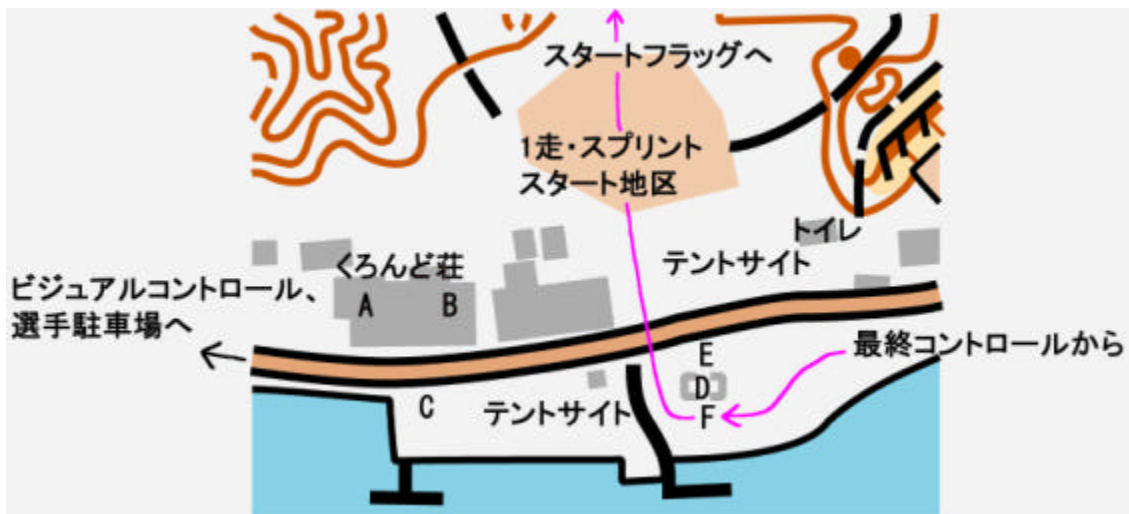 スタートフラッグへ
1走・スプリント
スタート地区
トイレ
くろんど荘
テントサイト
ビジュアルコントロール、
選手駐車場へ
A B
E
最終コントロールから
D
C
テントサイト
F